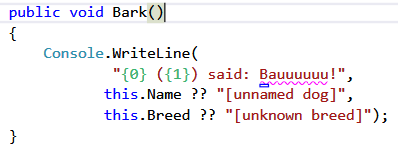 public void Bark()
{
    Console.WriteLine(
            "{0} ({1}) said: Bauuuuuu!",
            this.Name ?? "[unnamed dog]",
            this.Breed ?? "[unknown breed]");
}